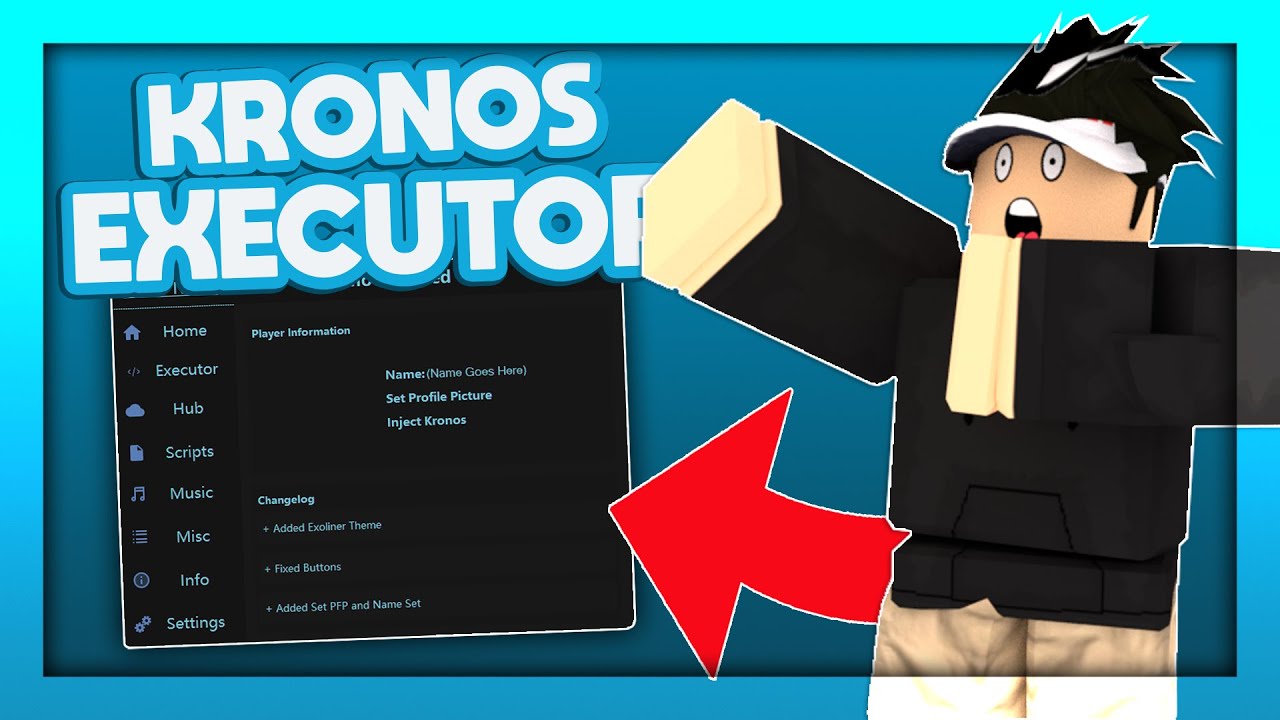 KRONOS
EXECUTOR
Home
Executor
Hub
Scripts
Music
Misc
Info
Settings
Player Information
Name:(Name Goes Here)
Set Profile Picture
Inject Kronos
Changelog
+ Added Exoliner Theme
+ Fixed Buttons
+ Added Set PFP and Name Set